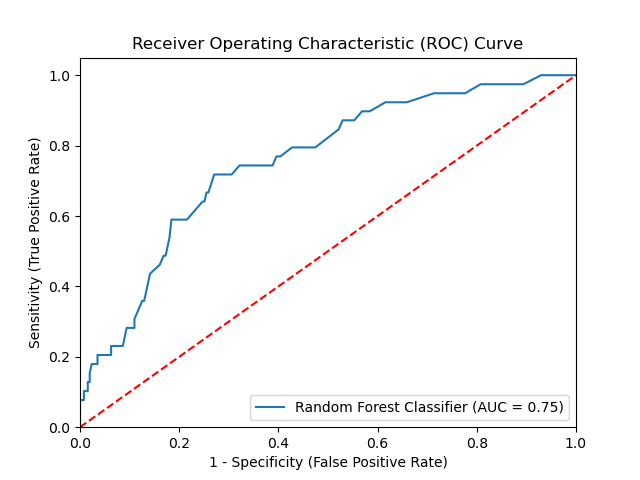 Receiver Operating Characteristic (ROC) Curve
1.0
0.8
0.6
0.4
0.2
0.0
Sensitivity (True Positive Rate)
Random Forest Classifier (AUC = 0.75)
0.0 0.2 0.4 0.6 0.8 1.0
1 - Specificity (False Positive Rate)